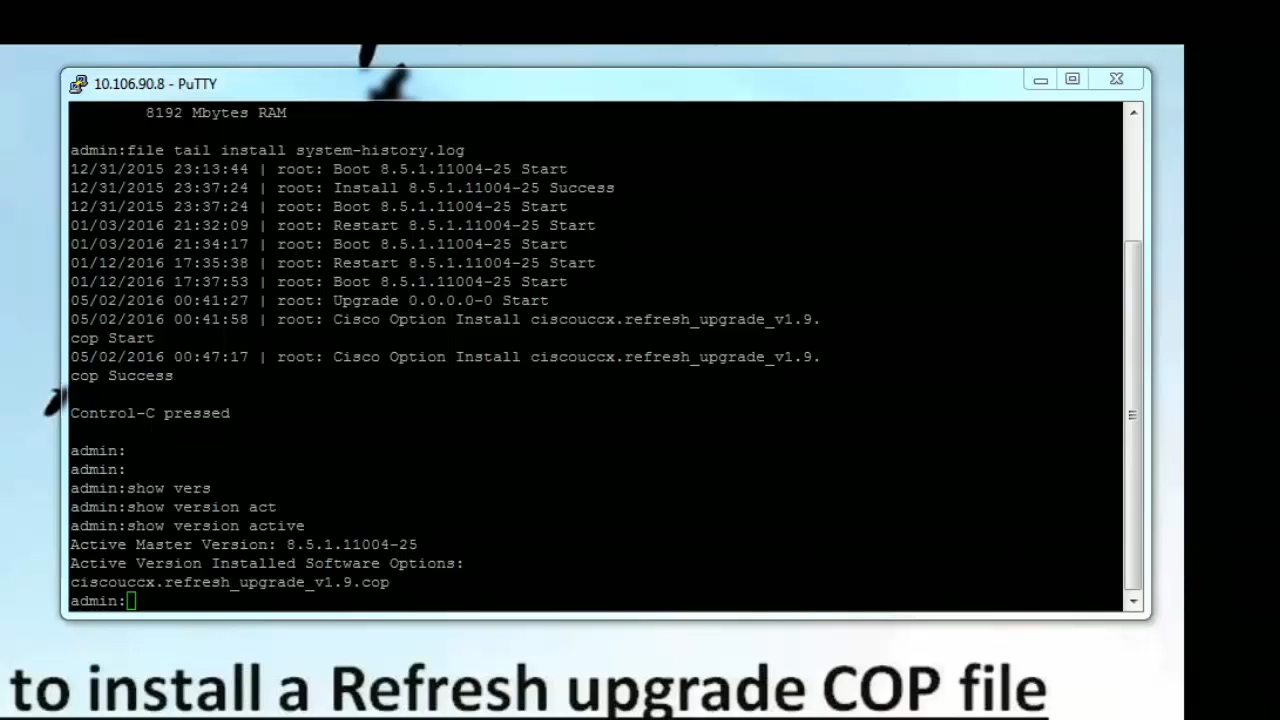 10.106.90.8 - PuTTY
8192 Mbytes RAM
admin:file tail install system-history.log
12/31/2015 23:13:44 | root: Boot 8.5.1.11004-25 Start
12/31/2015 23:37:24 | root: Install 8.5.1.11004-25 Success
12/31/2015 23:37:24 | root: Boot 8.5.1.11004-25 Start
01/03/2016 21:32:09 | root: Restart 8.5.1.11004-25 Start
01/03/2016 21:34:17 | root: Boot 8.5.1.11004-25 Start
01/12/2016 17:35:38 | root: Restart 8.5.1.11004-25 Start
01/12/2016 17:37:53 | root: Boot 8.5.1.11004-25 Start
05/02/2016 00:41:27 | root: Upgrade 0.0.0.0-0 Start
05/02/2016 00:41:58 | root: Cisco Option Install ciscouccx.refresh_upgrade_v1.9.
cop Start
05/02/2016 00:47:17 | root: Cisco Option Install ciscouccx.refresh_upgrade_v1.9.
cop Success
Control-C pressed
admin:
admin:
admin:show vers
admin:show version act
admin:show version active
Active Master Version: 8.5.1.11004-25
Active Version Installed Software Options:
ciscouccx.refresh_upgrade_v1.9.cop
admin:
to install a Refresh upgrade COP file